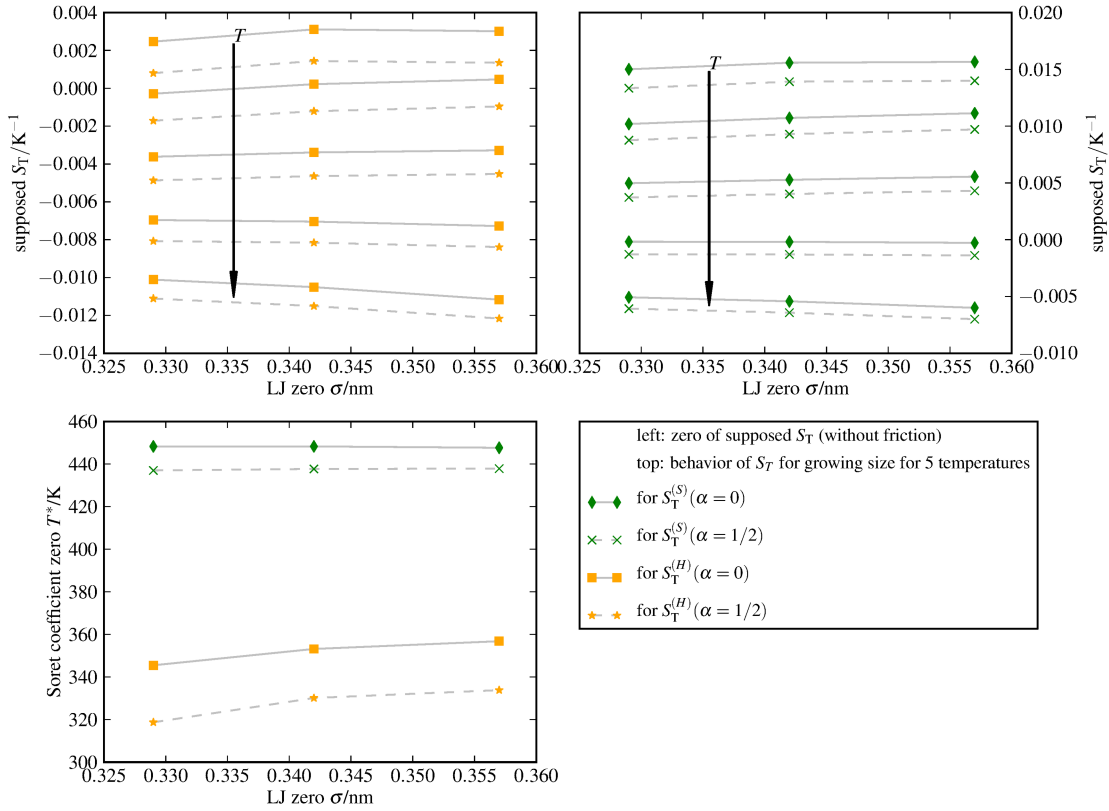 0.004
0.002
0.000
−0.002
−0.004
−0.006
−0.008
−0.010
−0.012
−0.014
supposed S_T/K⁻¹
T
0.325 0.330 0.335 0.340 0.345 0.350 0.355 0.360
LJ zero σ/nm
0.020
0.015
0.010
0.005
0.000
−0.005
−0.010
supposed S_T/K⁻¹
T
0.325 0.330 0.335 0.340 0.345 0.350 0.355 0.360
LJ zero σ/nm
460
440
420
400
380
360
340
320
300
Soret coefficient zero T*/K
0.325 0.330 0.335 0.340 0.345 0.350 0.355 0.360
LJ zero σ/nm
left: zero of supposed S_T (without friction)
top: behavior of S_T for growing size for 5 temperatures
for S_T^(S)(α = 0)
for S_T^(S)(α = 1/2)
for S_T^(H)(α = 0)
for S_T^(H)(α = 1/2)